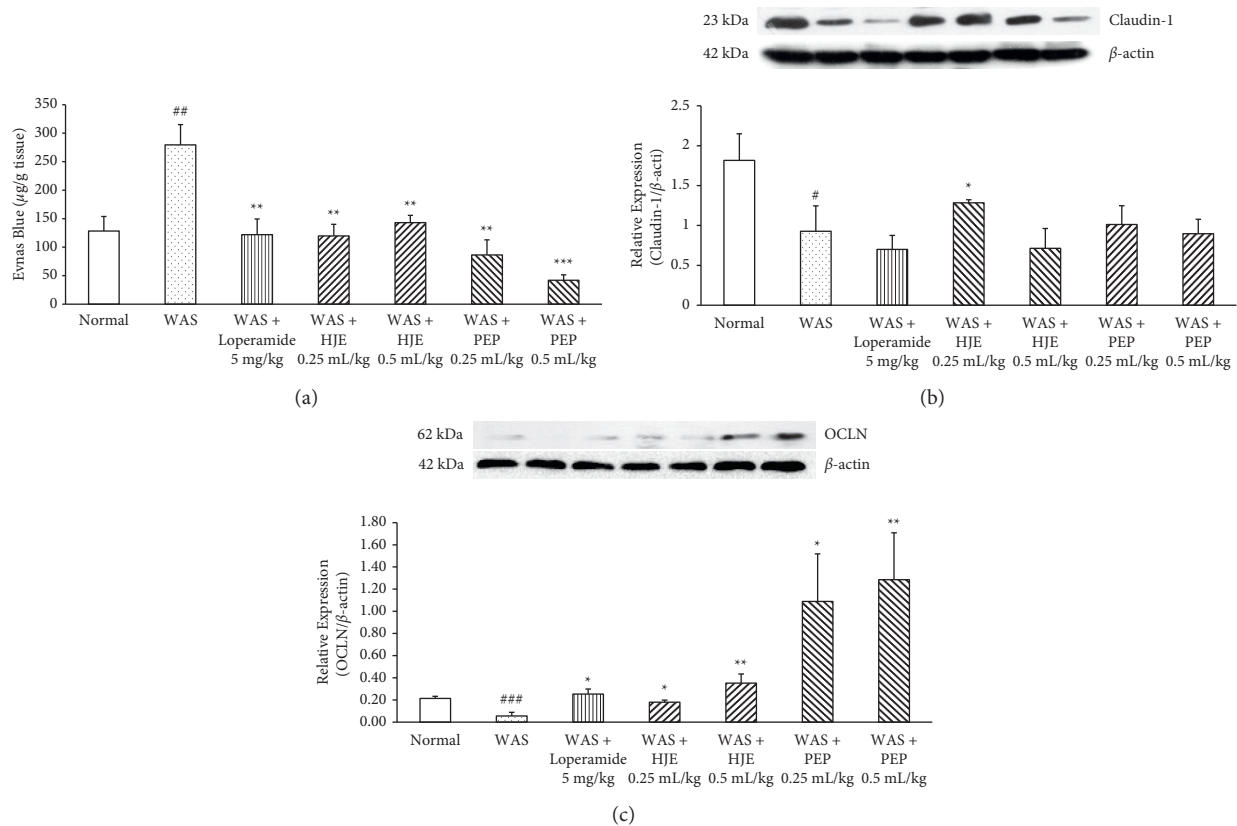 350
300
250
200
150
100
50
0
Evnas Blue (μg/g tissue)
##
**
**
**
**
***
Normal
WAS
WAS +
Loperamide
5 mg/kg
WAS +
HJE
0.25 mL/kg
WAS +
HJE
0.5 mL/kg
WAS +
PEP
0.25 mL/kg
WAS +
PEP
0.5 mL/kg
(a)
23 kDa
Claudin-1
42 kDa
β-actin
2.5
2
1.5
1
0.5
0
Relative Expression
(Claudin-1/β-acti)
#
*
Normal
WAS
WAS +
Loperamide
5 mg/kg
WAS +
HJE
0.25 mL/kg
WAS +
HJE
0.5 mL/kg
WAS +
PEP
0.25 mL/kg
WAS +
PEP
0.5 mL/kg
(b)
62 kDa
OCLN
42 kDa
β-actin
1.80
1.60
1.40
1.20
1.00
0.80
0.60
0.40
0.20
0.00
Relative Expression
(OCLN/β-actin)
###
*
*
**
*
**
Normal
WAS
WAS +
Loperamide
5 mg/kg
WAS +
HJE
0.25 mL/kg
WAS +
HJE
0.5 mL/kg
WAS +
PEP
0.25 mL/kg
WAS +
PEP
0.5 mL/kg
(c)